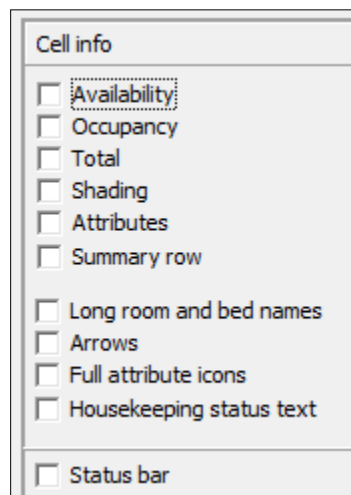 Cell info
Availability
Occupancy
Total
Shading
Attributes
Summary row
Long room and bed names
Arrows
Full attribute icons
Housekeeping status text
Status bar